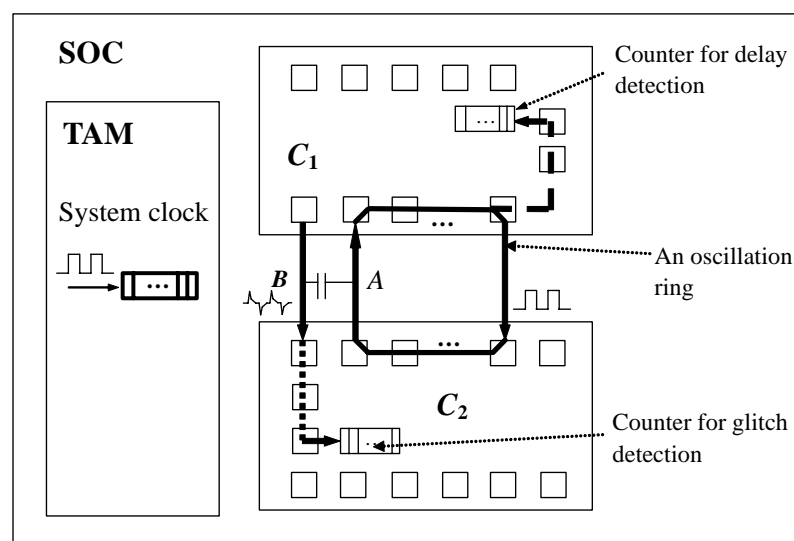 SOC
TAM
System clock
...
C1
...
...
Counter for delay
detection
B
A
An oscillation
ring
...
C2
...
Counter for glitch
detection